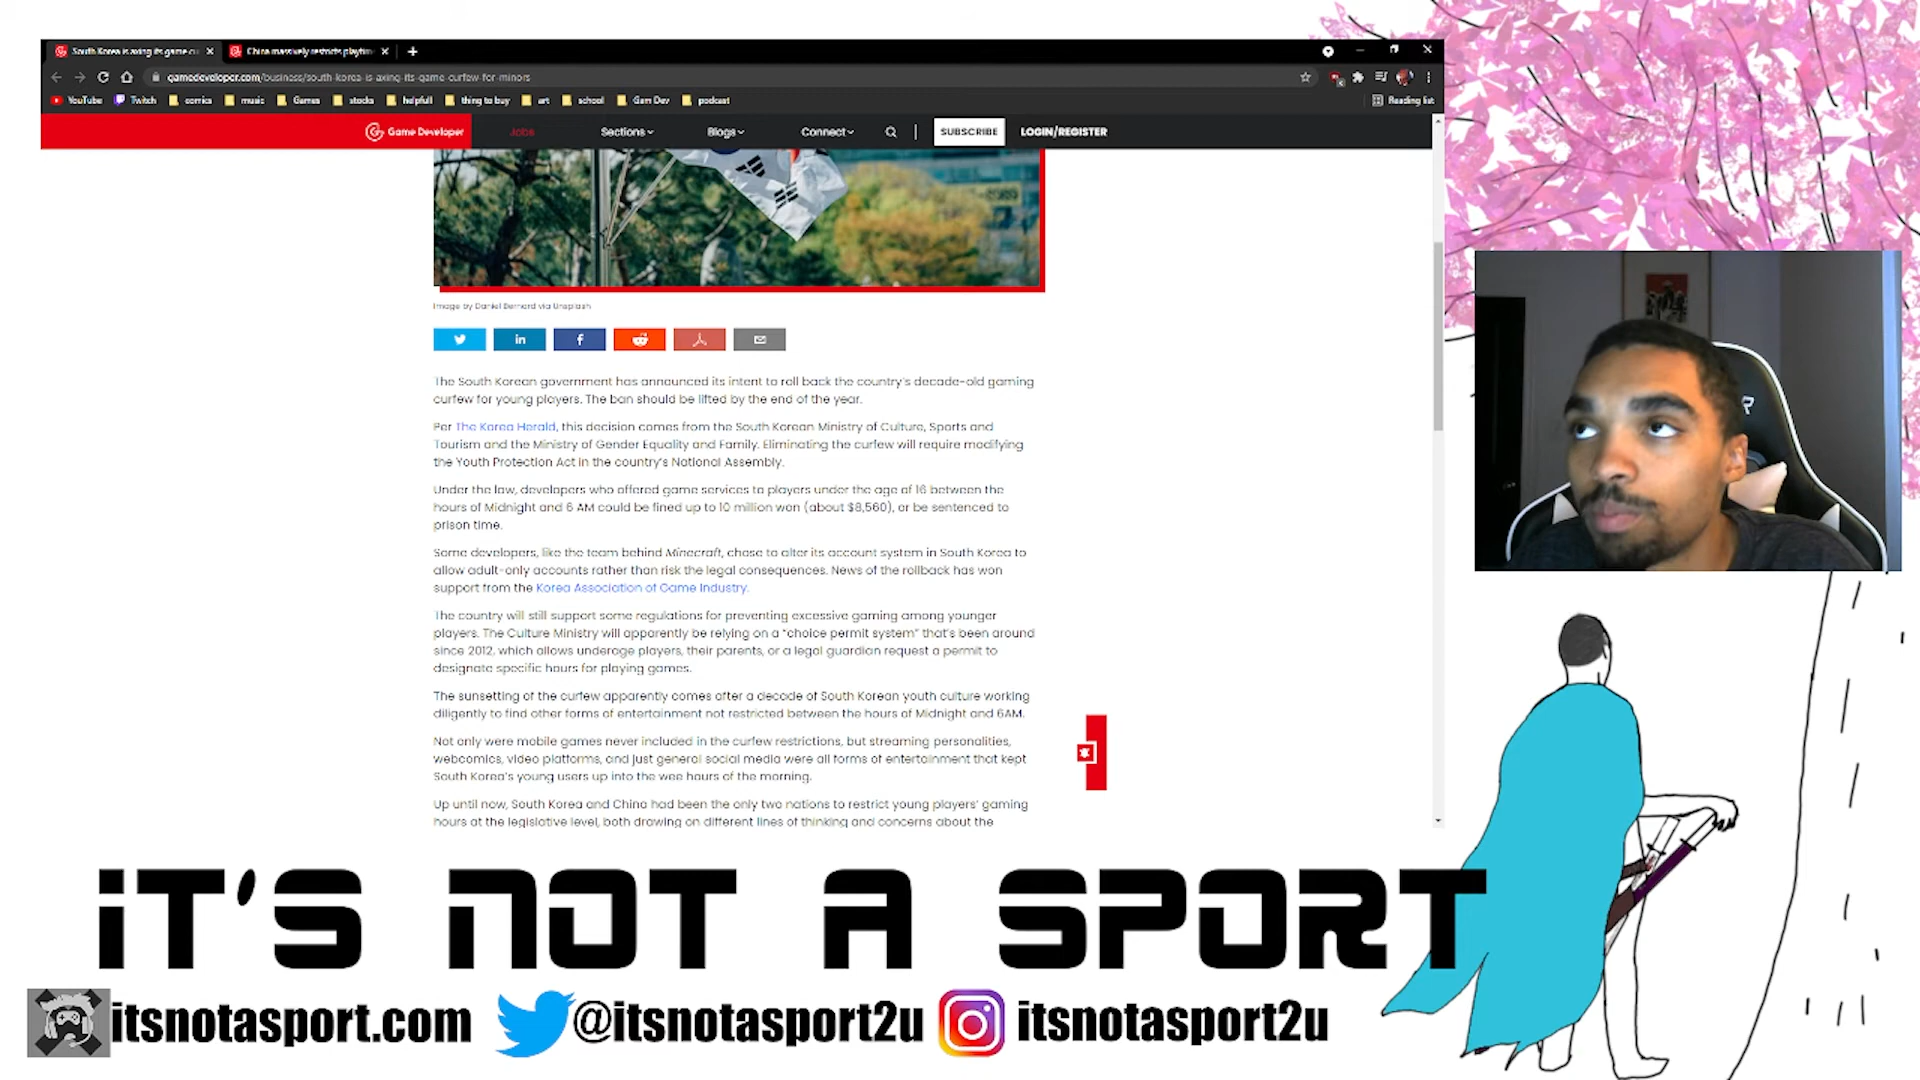 South Korea is axing its game cu
China massively restricts playtim
gamedeveloper.com/business/south-korea-is-axing-its-game-curfew-for-minors
YouTube Twitch comics music Games stocks helpfull thing to buy art school Gam Dev podcast Reading list
Game Developer Jobs Sections Blogs Connect SUBSCRIBE LOGIN/REGISTER
Image by Daniel Bernard via Unsplash
The South Korean government has announced its intent to roll back the country's decade-old gaming
curfew for young players. The ban should be lifted by the end of the year.
Per The Korea Herald, this decision comes from the South Korean Ministry of Culture, Sports and
Tourism and the Ministry of Gender Equality and Family. Eliminating the curfew will require modifying
the Youth Protection Act in the country's National Assembly.
Under the law, developers who offered game services to players under the age of 16 between the
hours of Midnight and 6 AM could be fined up to 10 million won (about $8,560), or be sentenced to
prison time.
Some developers, like the team behind Minecraft, chose to alter its account system in South Korea to
allow adult-only accounts rather than risk the legal consequences. News of the rollback has won
support from the Korea Association of Game Industry.
The country will still support some regulations for preventing excessive gaming among younger
players. The Culture Ministry will apparently be relying on a "choice permit system" that's been around
since 2012, which allows underage players, their parents, or a legal guardian request a permit to
designate specific hours for playing games.
The sunsetting of the curfew apparently comes after a decade of South Korean youth culture working
diligently to find other forms of entertainment not restricted between the hours of Midnight and 6AM.
Not only were mobile games never included in the curfew restrictions, but streaming personalities,
webcomics, video platforms, and just general social media were all forms of entertainment that kept
South Korea's young users up into the wee hours of the morning.
Up until now, South Korea and China had been the only two nations to restrict young players' gaming
hours at the legislative level, both drawing on different lines of thinking and concerns about the
iT'S NOT A SPORT
itsnotasport.com @itsnotasport2u itsnotasport2u